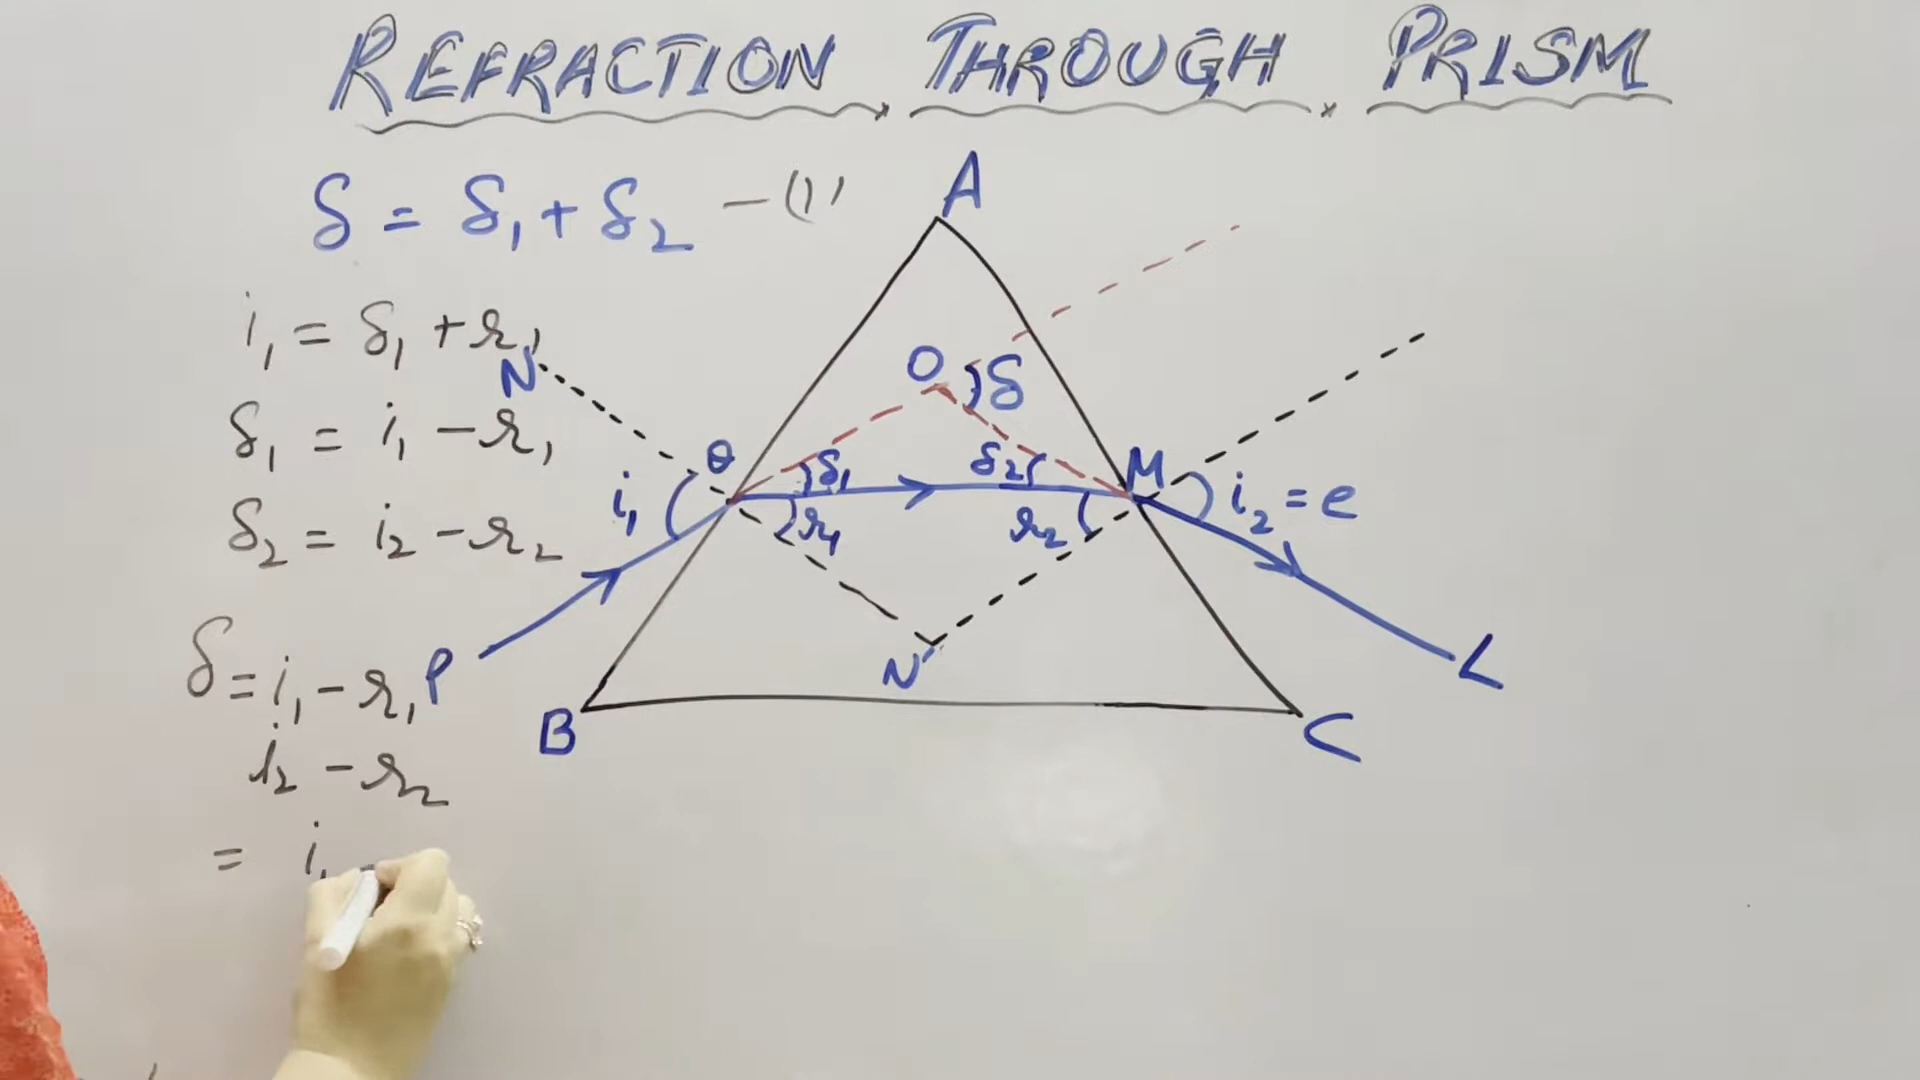 REFRACTION THROUGH PRISM
δ = δ₁ + δ₂ — (1)
i₁ = δ₁ + r₁
δ₁ = i₁ − r₁
δ₂ = i₂ − r₂
δ = i₁ − r₁
i₂ − r₂
= i₁
A
O δ
N
Q δ₁ δ₂ M
i₁ r₁ r₂ i₂ = e
P N' L
B C